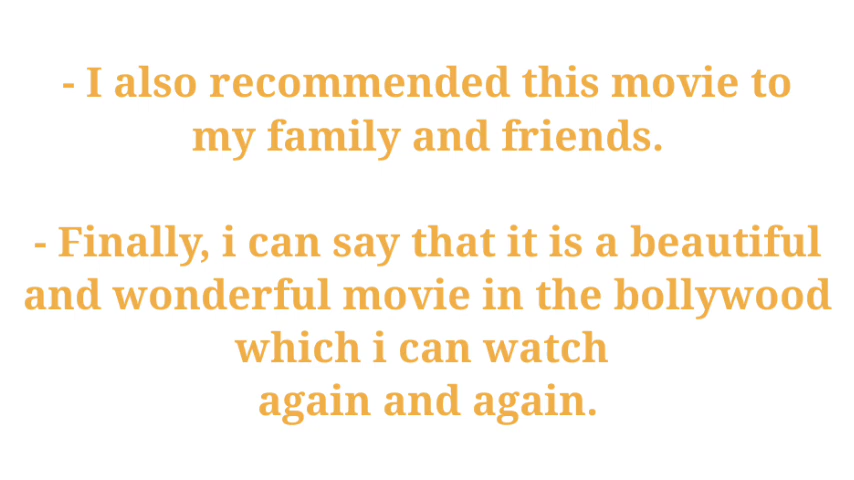 - I also recommended this movie to
my family and friends.
- Finally, i can say that it is a beautiful
and wonderful movie in the bollywood
which i can watch
again and again.